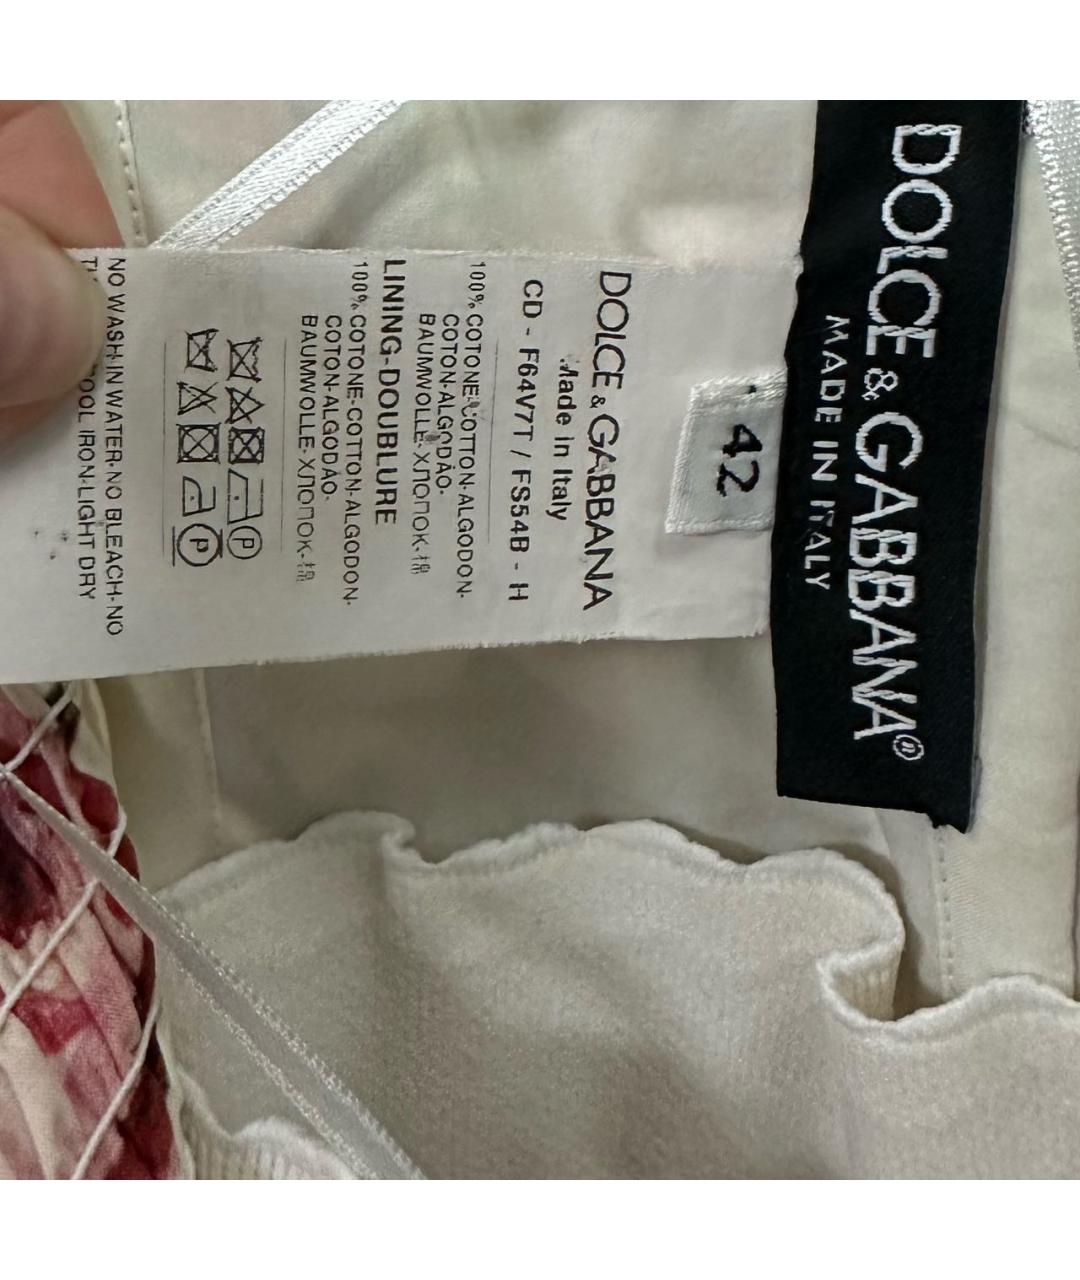 DOLCE & GABBANA®
MADE IN ITALY
42
DOLCE & GABBANA
Made in Italy
CD - F64V7T / FS54B - H
100% COTONE-COTTON-ALGODON-
COTON-ALGODÃO-
BAUMWOLLE-ХЛОПОК-棉
LINING-DOUBLURE
100% COTONE-COTTON-ALGODON-
COTON-ALGODÃO-
BAUMWOLLE-ХЛОПОК-棉
P
P
NO WASH-IN WATER-NO BLEACH-NO
IRON-LIGHT DRY